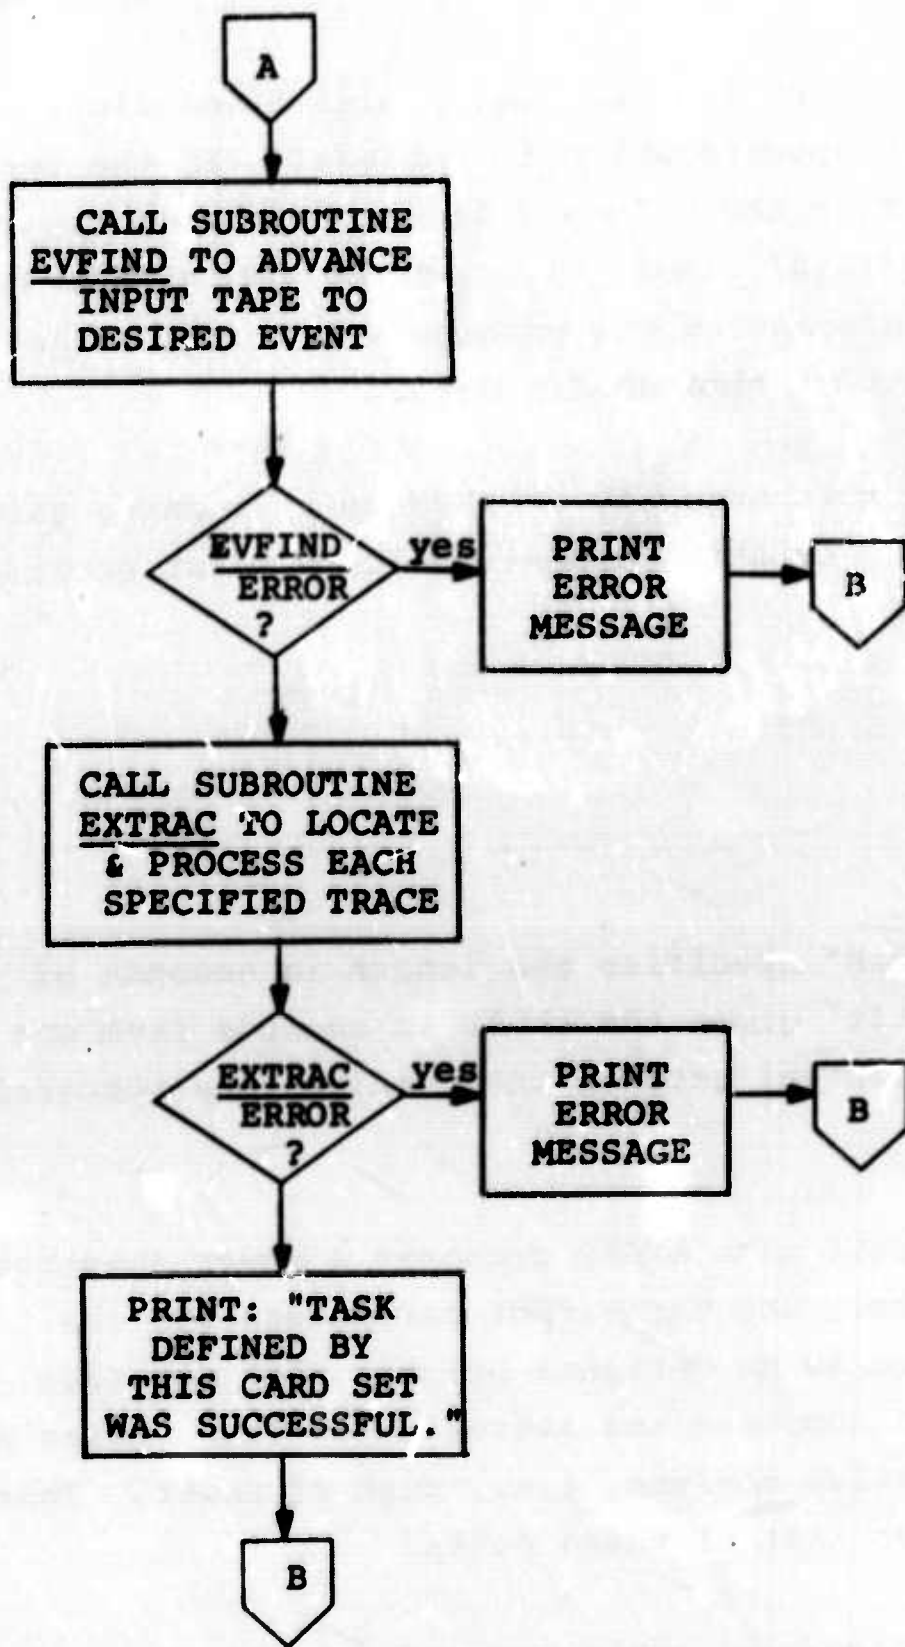 A
CALL SUBROUTINE
EVFIND TO ADVANCE
INPUT TAPE TO
DESIRED EVENT
EVFIND
ERROR
?
yes
PRINT
ERROR
MESSAGE
B
CALL SUBROUTINE
EXTRAC TO LOCATE
& PROCESS EACH
SPECIFIED TRACE
EXTRAC
ERROR
?
yes
PRINT
ERROR
MESSAGE
B
PRINT: "TASK
DEFINED BY
THIS CARD SET
WAS SUCCESSFUL."
B